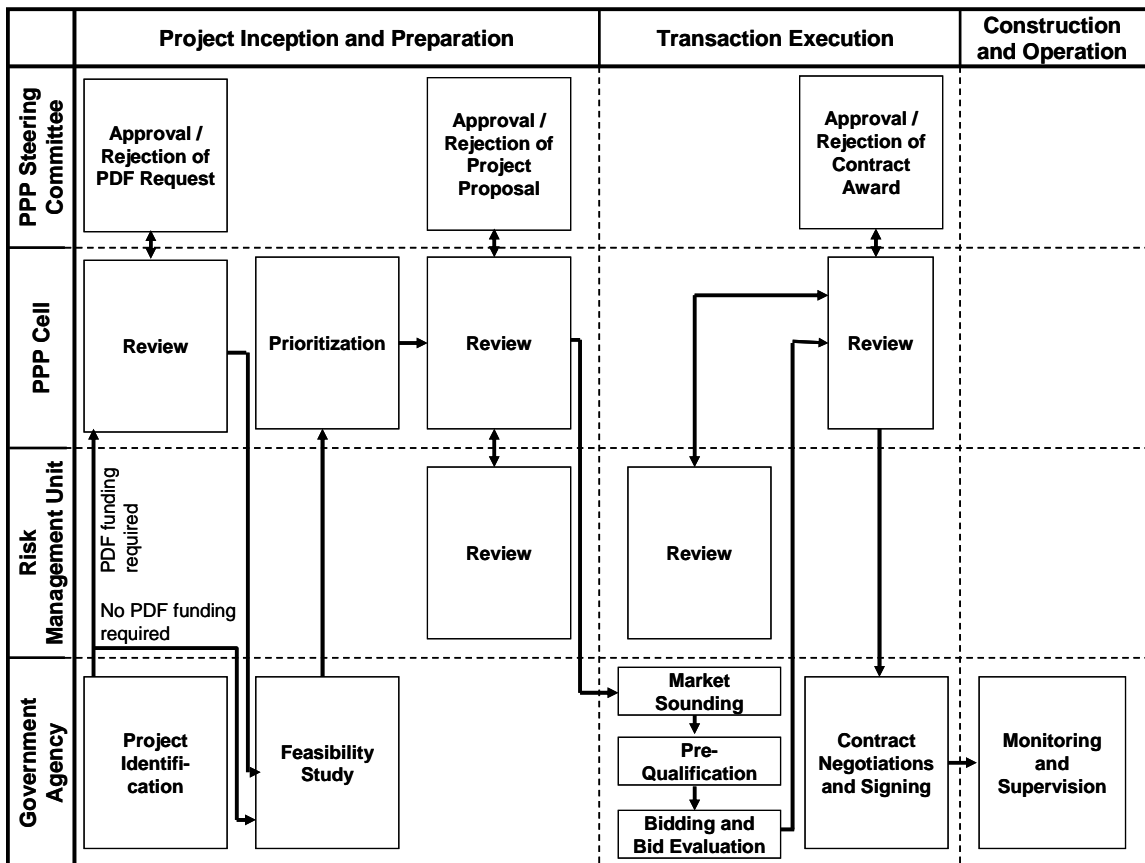 Project Inception and Preparation
Transaction Execution
Construction
and Operation
PPP Steering
Committee
Approval /
Rejection of
PDF Request
Approval /
Rejection of
Project
Proposal
Approval /
Rejection of
Contract
Award
PPP Cell
Review
Prioritization
Review
Review
Risk
Management Unit
PDF funding
required
No PDF funding
required
Review
Review
Government
Agency
Project
Identifi-
cation
Feasibility
Study
Market
Sounding
Pre-
Qualification
Bidding and
Bid Evaluation
Contract
Negotiations
and Signing
Monitoring
and
Supervision